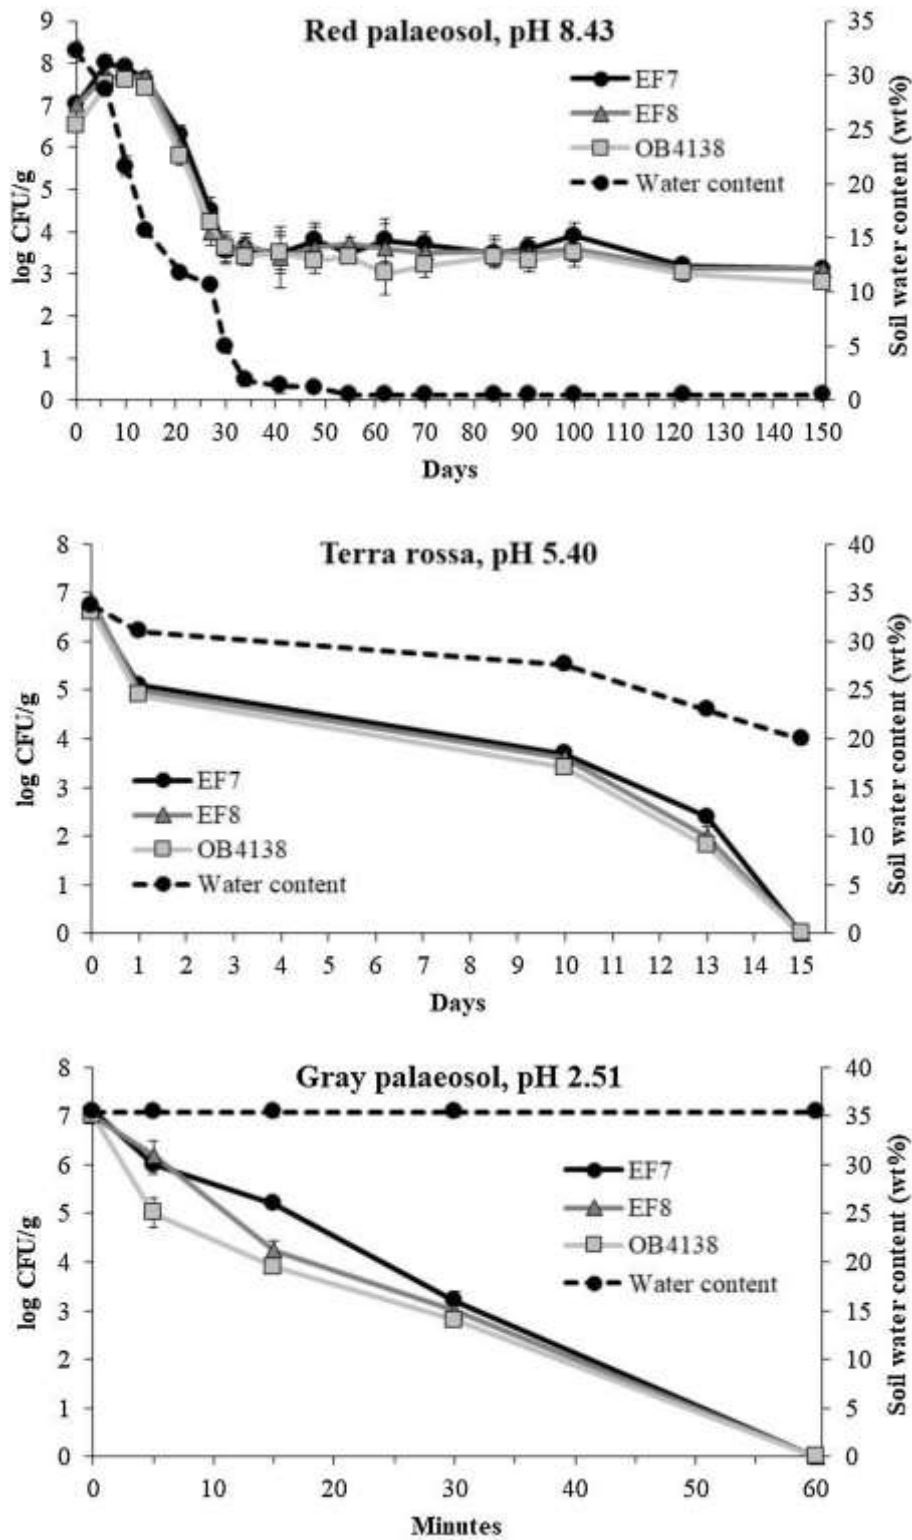 Red palaeosol, pH 8.43
9 8 7 6 5 4 3 2 1 0
log CFU/g
35 30 25 20 15 10 5 0
Soil water content (wt%)
EF7
EF8
OB4138
Water content
0 10 20 30 40 50 60 70 80 90 100 110 120 130 140 150
Days
Terra rossa, pH 5.40
8 7 6 5 4 3 2 1 0
log CFU/g
40 35 30 25 20 15 10 5 0
Soil water content (wt%)
EF7
EF8
OB4138
Water content
0 1 2 3 4 5 6 7 8 9 10 11 12 13 14 15
Days
Gray palaeosol, pH 2.51
8 7 6 5 4 3 2 1 0
log CFU/g
40 35 30 25 20 15 10 5 0
Soil water content (wt%)
EF7
EF8
OB4138
Water content
0 10 20 30 40 50 60
Minutes